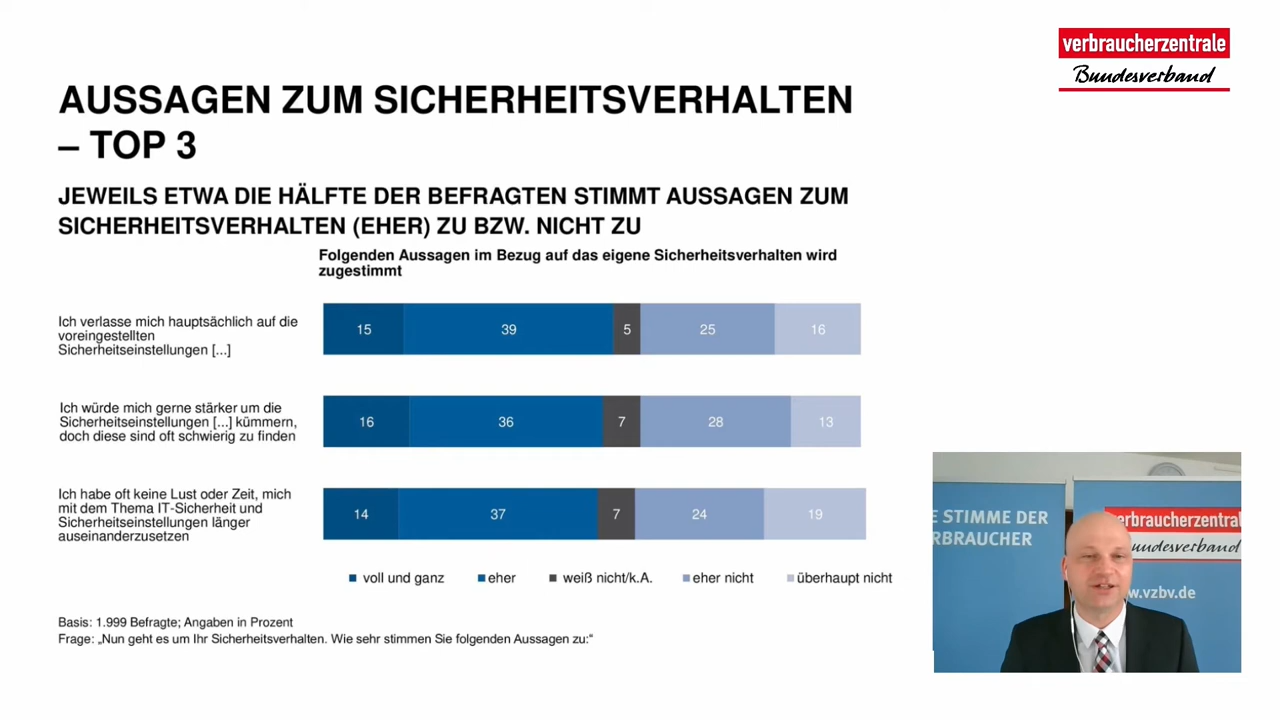 verbraucherzentrale
Bundesverband
AUSSAGEN ZUM SICHERHEITSVERHALTEN
– TOP 3
JEWEILS ETWA DIE HÄLFTE DER BEFRAGTEN STIMMT AUSSAGEN ZUM
SICHERHEITSVERHALTEN (EHER) ZU BZW. NICHT ZU
Folgenden Aussagen im Bezug auf das eigene Sicherheitsverhalten wird
zugestimmt
Ich verlasse mich hauptsächlich auf die
voreingestellten
Sicherheitseinstellungen [...]
15 39 5 25 16
Ich würde mich gerne stärker um die
Sicherheitseinstellungen [...] kümmern,
doch diese sind oft schwierig zu finden
16 36 7 28 13
Ich habe oft keine Lust oder Zeit, mich
mit dem Thema IT-Sicherheit und
Sicherheitseinstellungen länger
auseinanderzusetzen
14 37 7 24 19
voll und ganz eher weiß nicht/k.A. eher nicht überhaupt nicht
Basis: 1.999 Befragte; Angaben in Prozent
Frage: „Nun geht es um Ihr Sicherheitsverhalten. Wie sehr stimmen Sie folgenden Aussagen zu:“
E STIMME DER
RBRAUCHER
erbraucherzentral
undesverband
w.vzbv.de